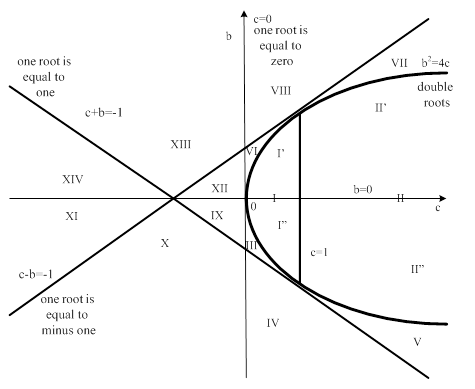 c=0
b
one root is
equal to
zero
b²=4c
double
roots
VII
one root is
equal to
one
c+b=-1
VIII
II'
XIII
VI
I'
XIV
XII
I
b=0
II
c
0
XI
IX
I"
X
III
c=1
c-b=-1
II"
one root is
equal to
minus one
IV
V